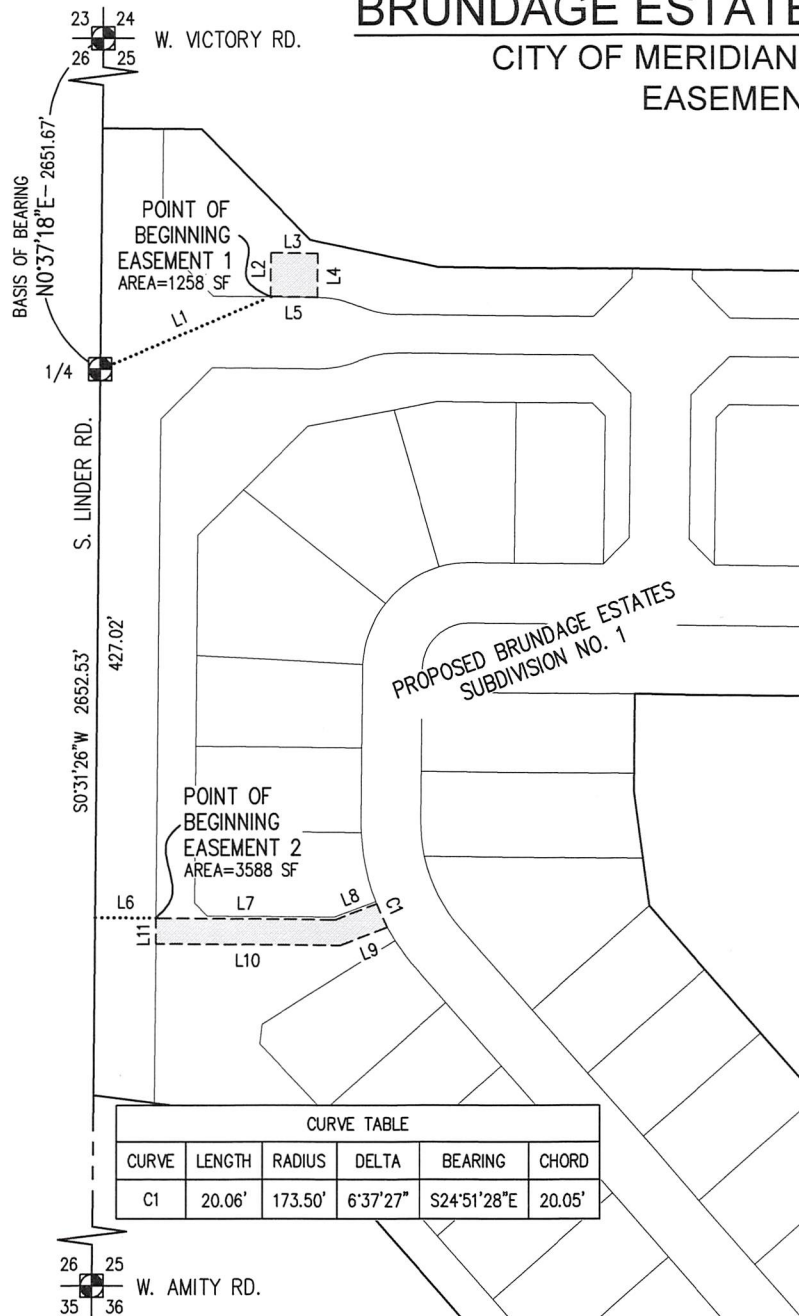 BRUNDAGE ESTATE
CITY OF MERIDIAN
EASEMEN
23 24
26 25
W. VICTORY RD.
BASIS OF BEARING
N0°37'18"E- 2651.67'
POINT OF
BEGINNING
EASEMENT 1
AREA=1258 SF
L3
L2
L4
L5
L1
1/4
S. LINDER RD.
S0°31'26"W 2652.53'
427.02'
PROPOSED BRUNDAGE ESTATES
SUBDIVISION NO. 1
POINT OF
BEGINNING
EASEMENT 2
AREA=3588 SF
L6
L7
L8
C1
L11
L10
L9
CURVE TABLE
CURVE LENGTH RADIUS DELTA BEARING CHORD
C1 20.06' 173.50' 6°37'27" S24°51'28"E 20.05'
26 25
35 36
W. AMITY RD.